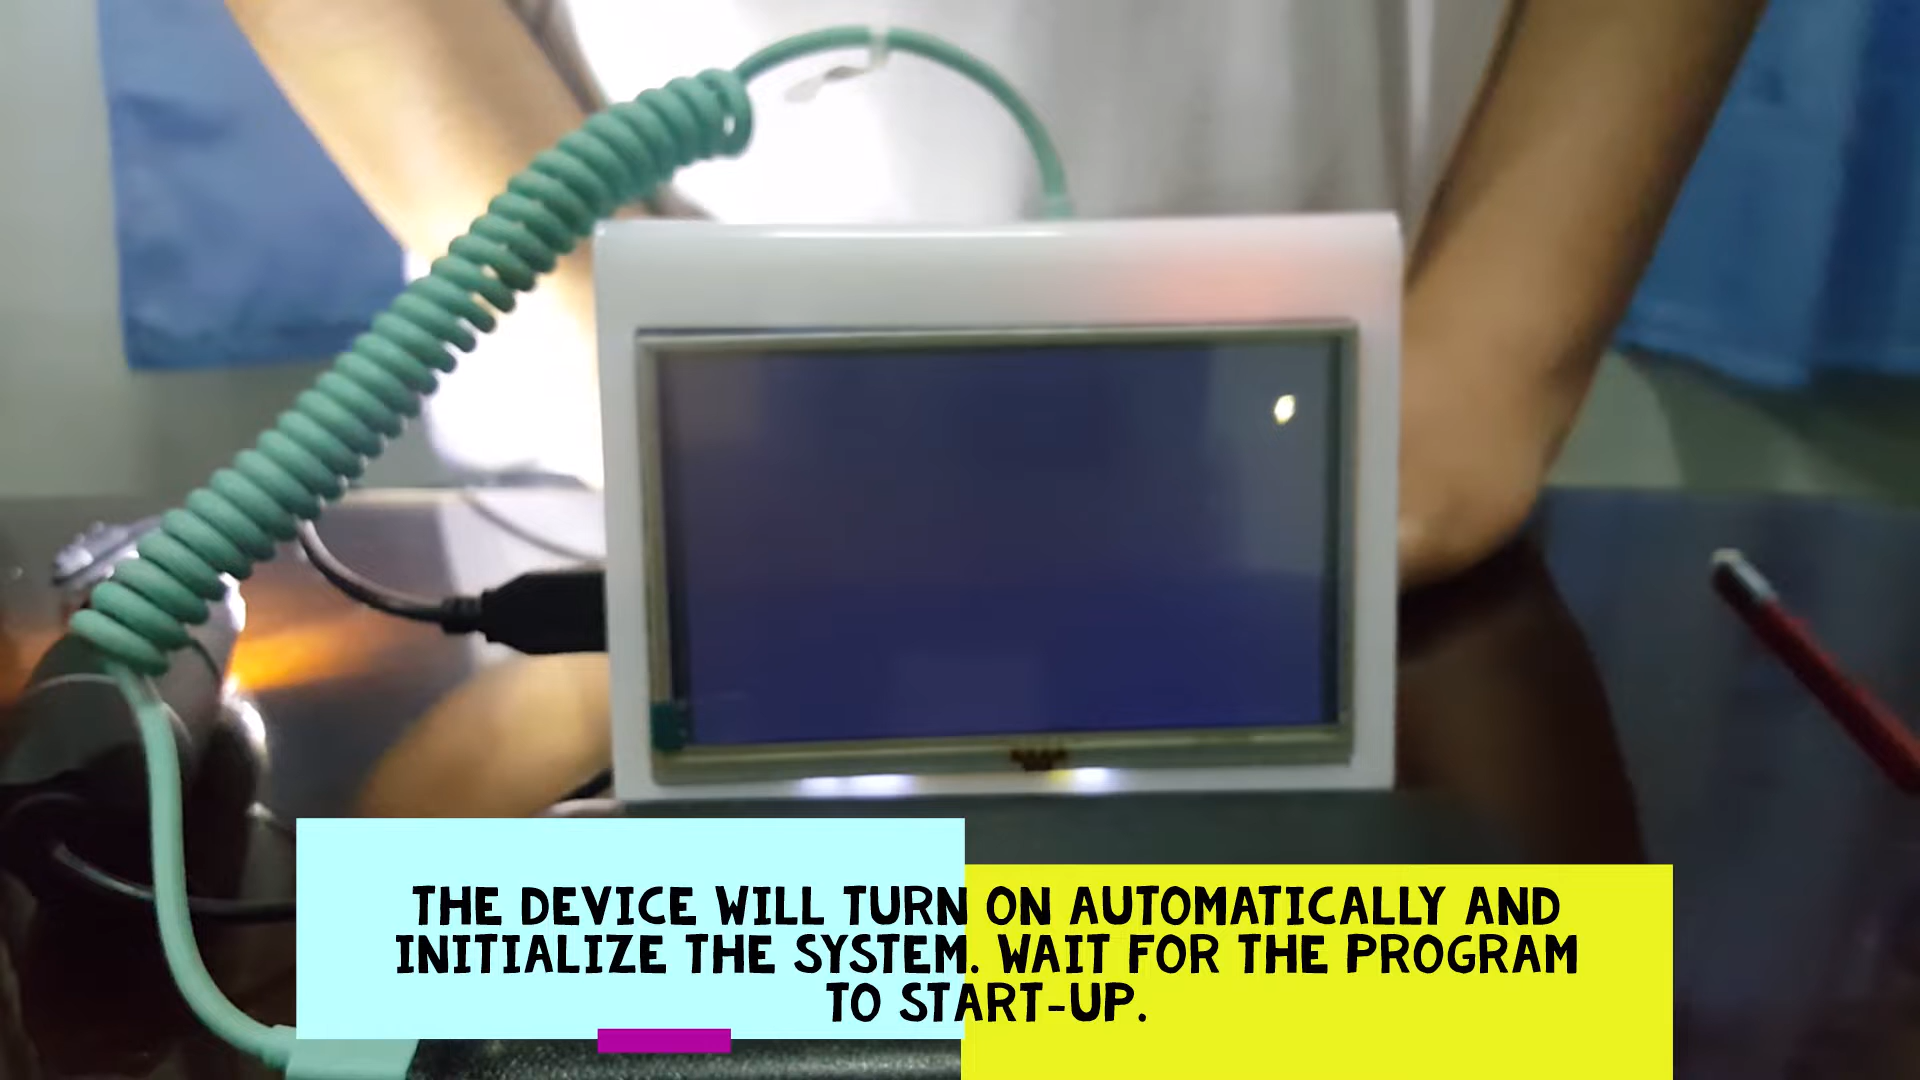 THE DEVICE WILL TURN ON AUTOMATICALLY AND
INITIALIZE THE SYSTEM. WAIT FOR THE PROGRAM
TO START-UP.